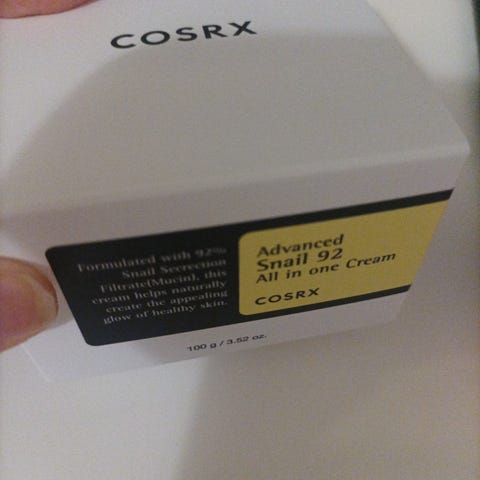 COSRX
Formulated with 92%
Snail Secrection
Filtrate(Mucin), this
cream helps naturally
create the appealing
glow of healthy skin.
Advanced
Snail 92
All in one Cream
COSRX
100 g / 3.52 oz.